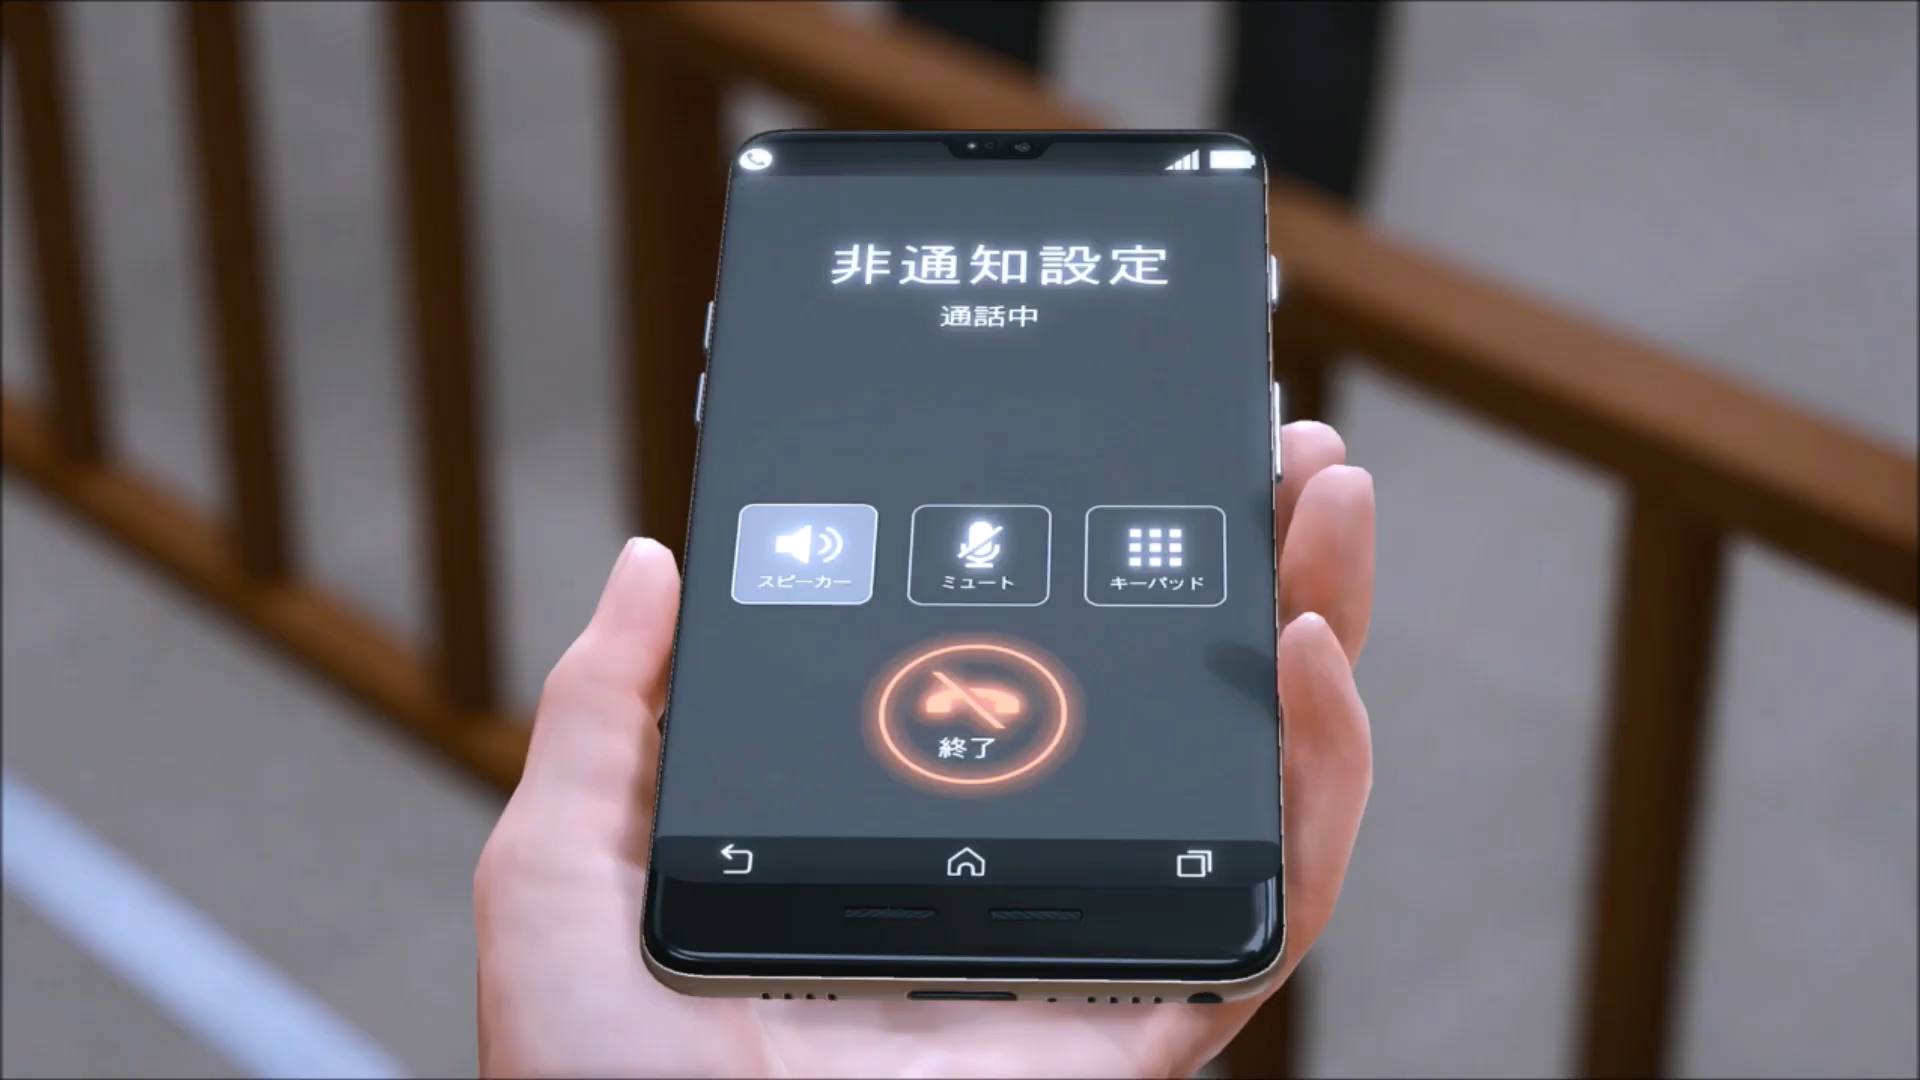 非通知設定
通話中
スピーカー
ミュート
キーパッド
終了